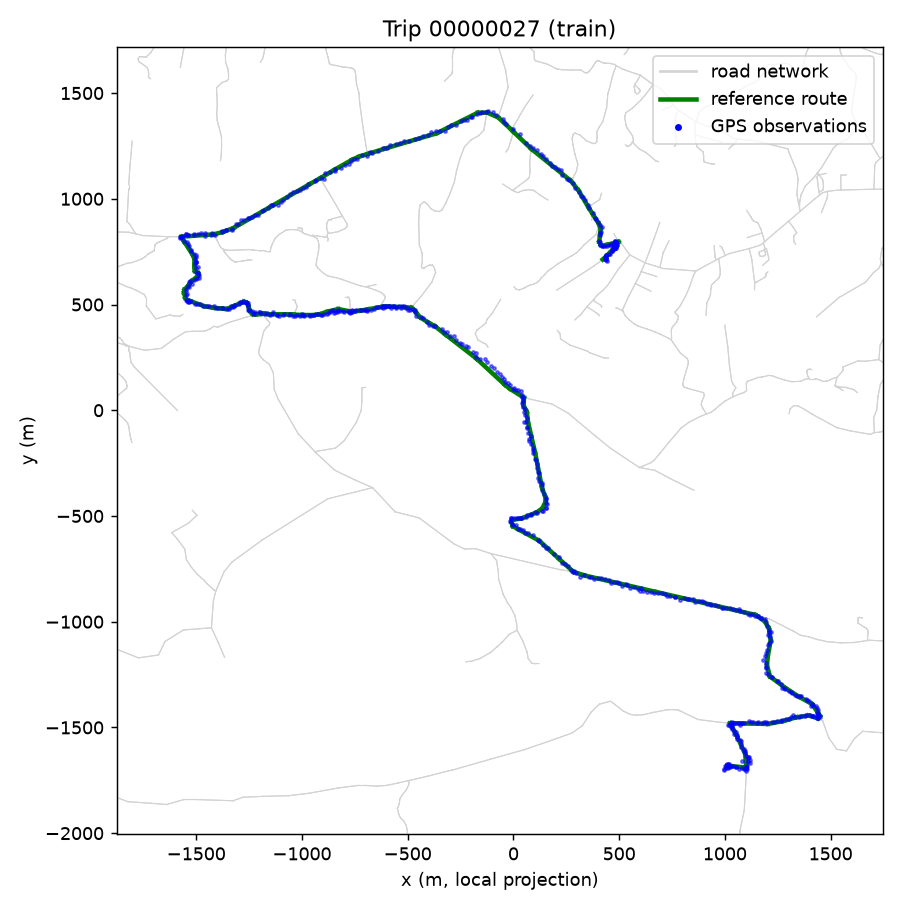 Trip 00000027 (train)
road network
reference route
GPS observations
1500
1000
500
0
−500
−1000
−1500
−2000
y (m)
−1500
−1000
−500
0
500
1000
1500
x (m, local projection)